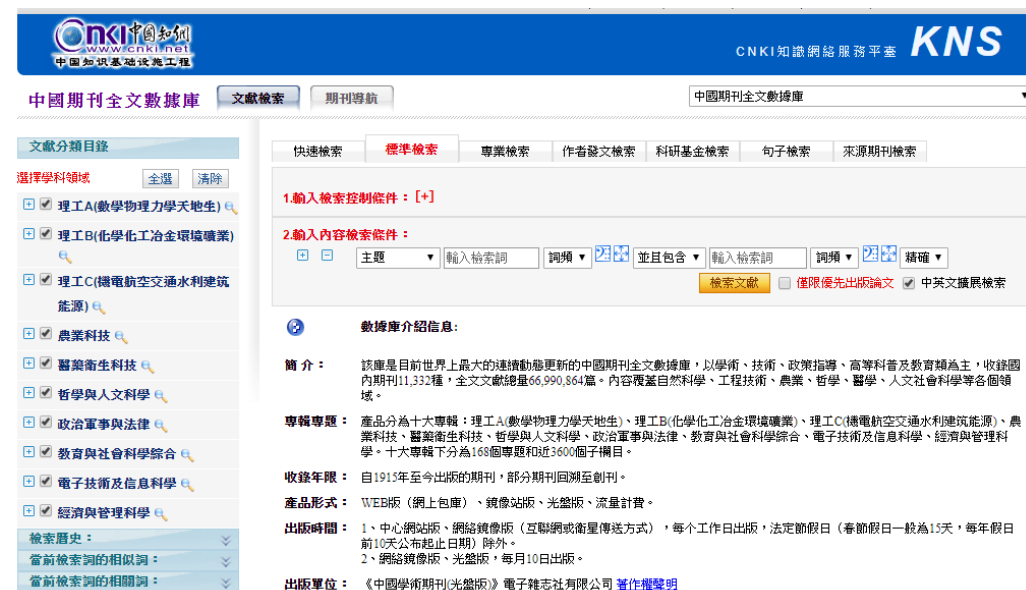 CNKI中国知网
www.cnki.net
中国知识基础设施工程
CNKI知識網絡服務平臺 KNS
中國期刊全文數據庫 文獻檢索 期刊導航 中國期刊全文數據庫
文獻分類目錄
選擇學科領域 全選 清除
理工A(數學物理力學天地生)
理工B(化學化工冶金環境礦業)
理工C(機電航空交通水利建筑
能源)
農業科技
醫藥衛生科技
哲學與人文科學
政治軍事與法律
教育與社會科學綜合
電子技術及信息科學
經濟與管理科學
檢索曆史：
當前檢索詞的相似詞：
當前檢索詞的相關詞：
快速檢索 標準檢索 專業檢索 作者發文檢索 科研基金檢索 句子檢索 來源期刊檢索
1.輸入檢索控制條件：[+]
2.輸入內容檢索條件：
主題 輸入檢索詞 詞頻 並且包含 輸入檢索詞 詞頻 精確
檢索文獻 僅限優先出版論文 中英文擴展檢索
數據庫介紹信息:
簡 介： 該庫是目前世界上最大的連續動態更新的中國期刊全文數據庫，以學術、技術、政策指導、高等科普及教育類為主，收錄國
內期刊11,332種，全文文獻總量66,990,864篇。內容覆蓋自然科學、工程技術、農業、哲學、醫學、人文社會科學等各個領
域。
專輯專題： 產品分為十大專輯：理工A(數學物理力學天地生)、理工B(化學化工冶金環境礦業)、理工C(機電航空交通水利建筑能源)、農
業科技、醫藥衛生科技、哲學與人文科學、政治軍事與法律、教育與社會科學綜合、電子技術及信息科學、經濟與管理科
學。十大專輯下分為168個專題和近3600個子欄目。
收錄年限： 自1915年至今出版的期刊，部分期刊回溯至創刊。
產品形式： WEB版（網上包庫）、鏡像站版、光盤版、流量計費。
出版時間： 1、中心網站版、網絡鏡像版（互聯網或衛星傳送方式），每个工作日出版，法定節假日（春節假日一般為15天，每年假日
前10天公布起止日期）除外。
2、網絡鏡像版、光盤版，每月10日出版。
出版單位： 《中國學術期刊(光盤版)》電子雜志社有限公司 著作權聲明